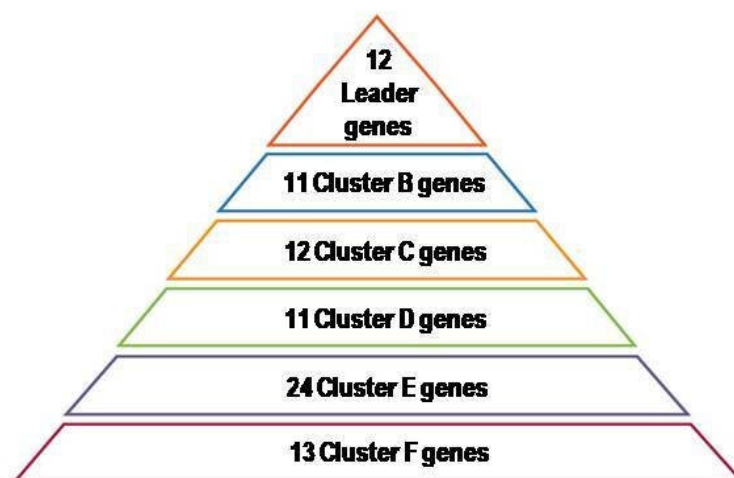 12
Leader
genes
11 Cluster B genes
12 Cluster C genes
11 Cluster D genes
24 Cluster E genes
13 Cluster F genes